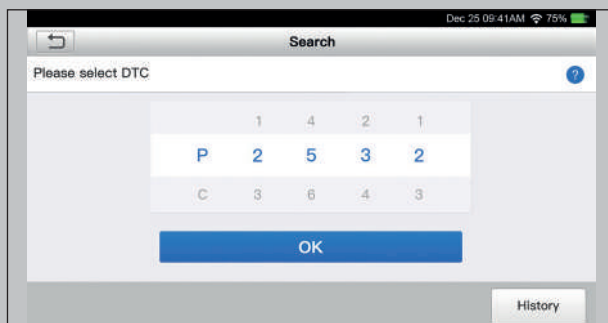 Dec 25 09:41AM 75%
Search
Please select DTC ?
1 4 2 1
P 2 5 3 2
C 3 6 4 3
OK
History